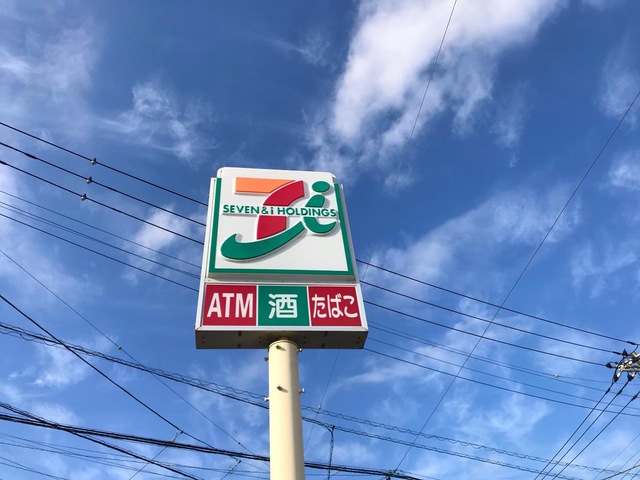 SEVEN & i HOLDINGS
ATM 酒 たばこ